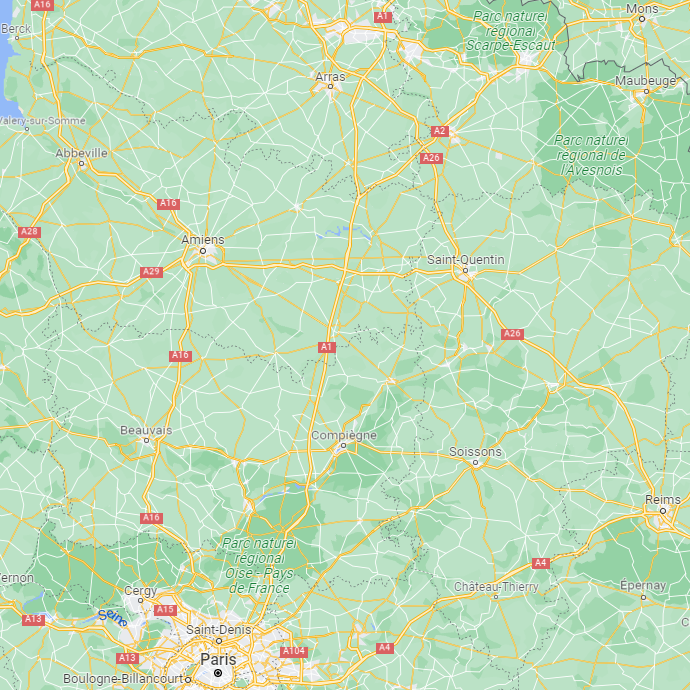 A16
A1
Parc naturel
régional
Scarpe-Escaut
Mons
Berck
Arras
Maubeuge
Valery-sur-Somme
A2
Abbeville
A26
Parc naturel
régional de
l'Avesnois
A16
A28
Amiens
A29
Saint-Quentin
A26
A1
A16
Beauvais
Compiègne
Soissons
Reims
A16
Parc naturel
régional
Oise - Pays
de France
A4
ernon
Cergy
Château-Thierry
Épernay
A13
A15
Seine
C
Saint-Denis
A13
Paris
A104
A4
Boulogne-Billancourt